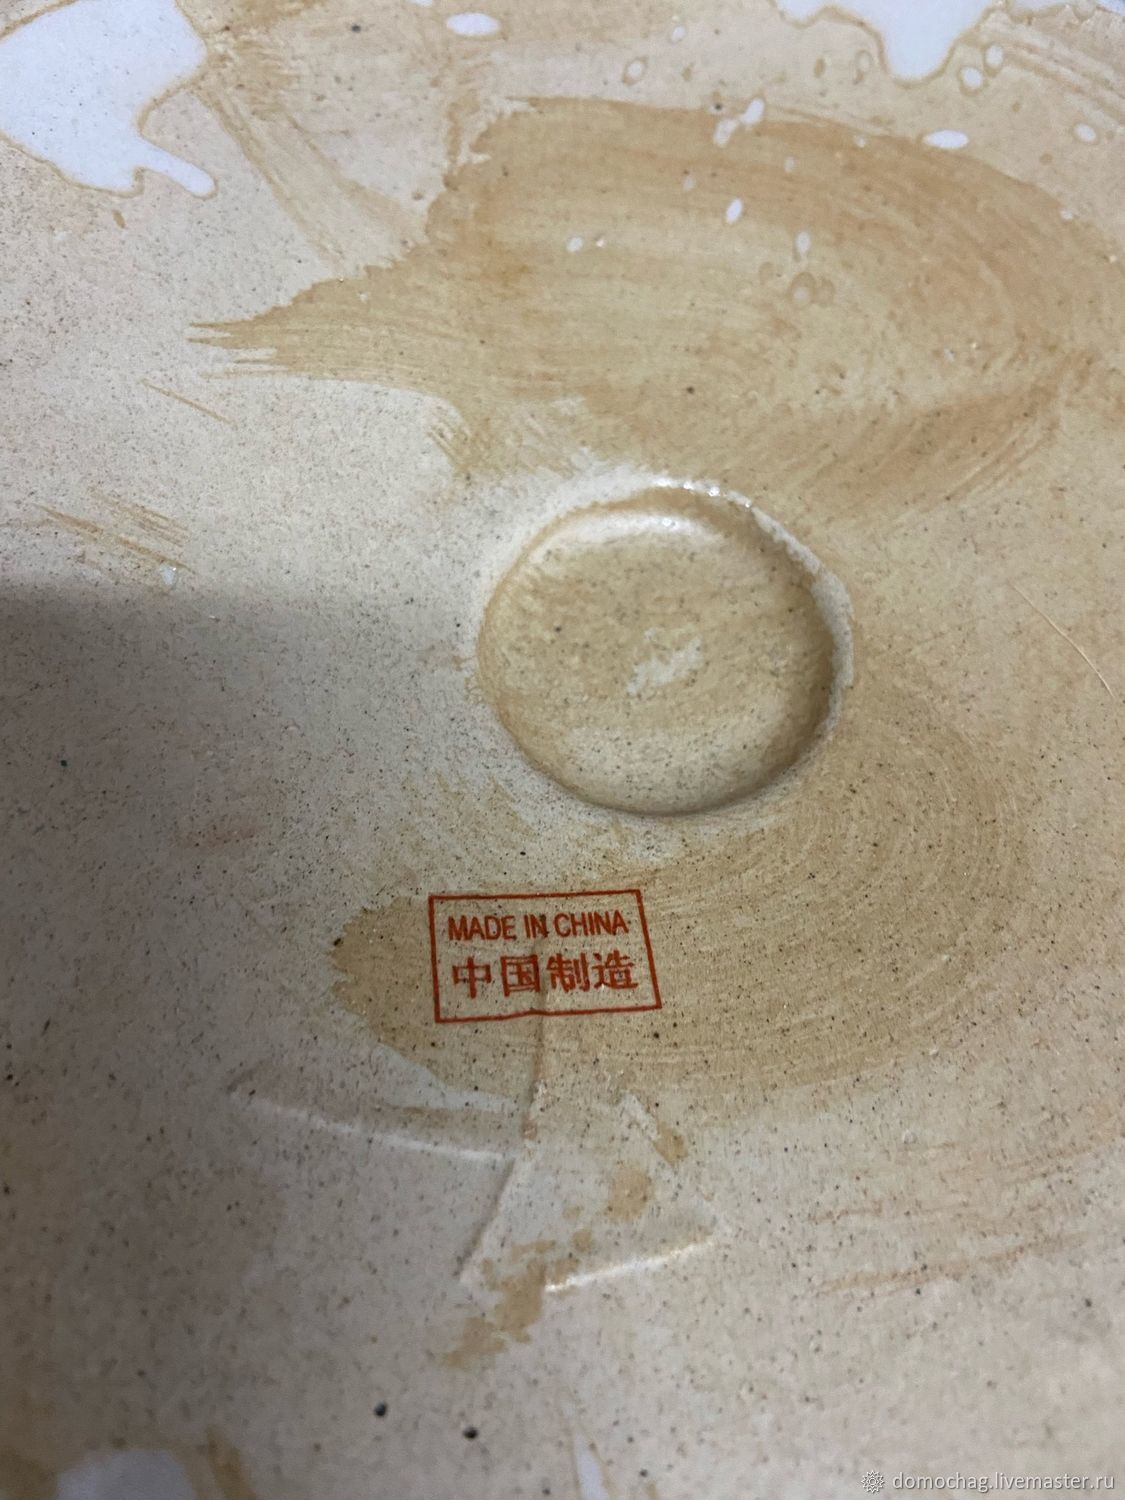 MADE IN CHINA
中国制造
domochag.livemaster.ru